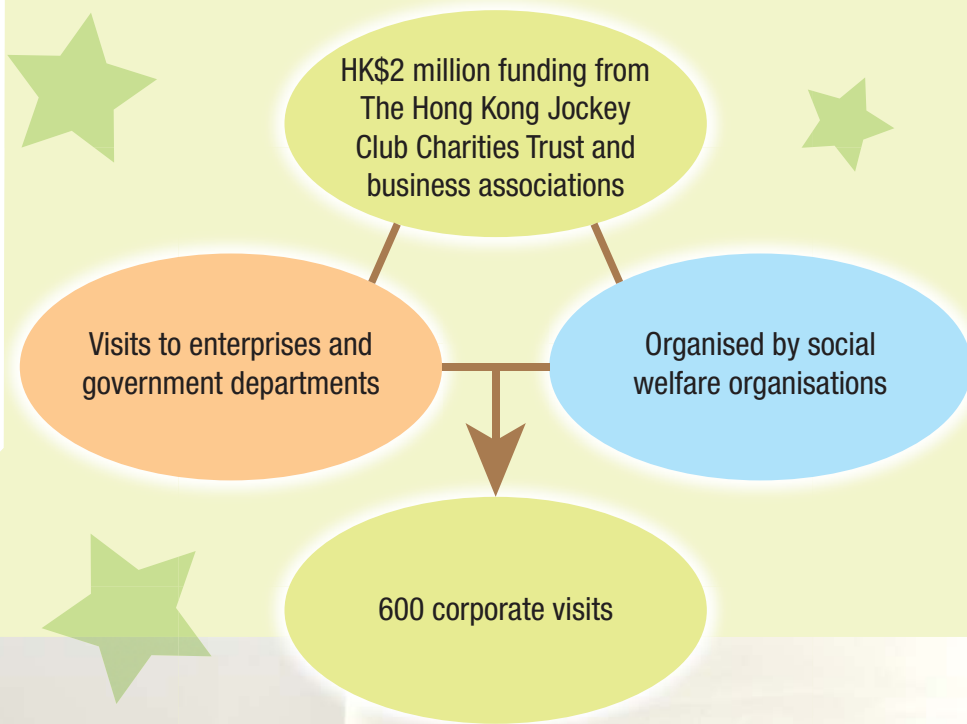 HK$2 million funding from
The Hong Kong Jockey
Club Charities Trust and
business associations
Visits to enterprises and
government departments
Organised by social
welfare organisations
600 corporate visits